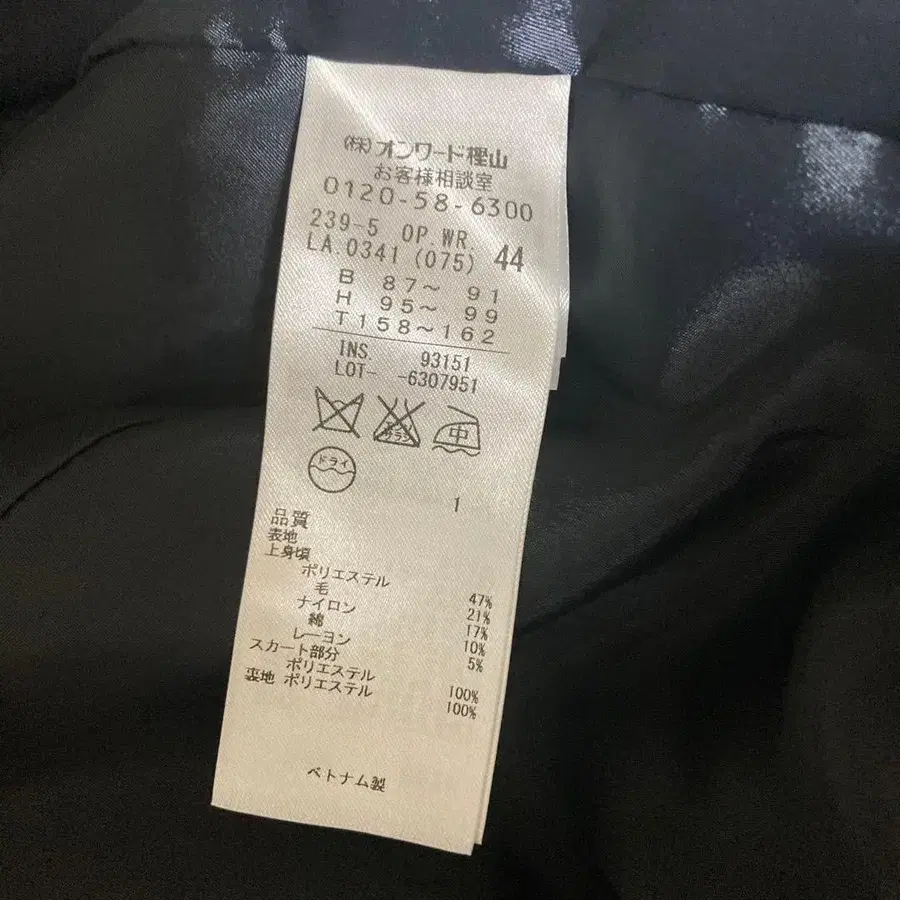 (株)オンワード樫山
お客様相談室
0120-58-6300
239-5 OP.WR.
LA.0341 (075) 44
B 87～ 91
H 95～ 99
T158～162
INS. 93151
LOT- -6307951
中
ドライ
1
品質
表地
上身頃
ポリエステル 47%
毛 21%
ナイロン 17%
綿 10%
レーヨン 5%
スカート部分
ポリエステル 100%
裏地 ポリエステル 100%
ベトナム製